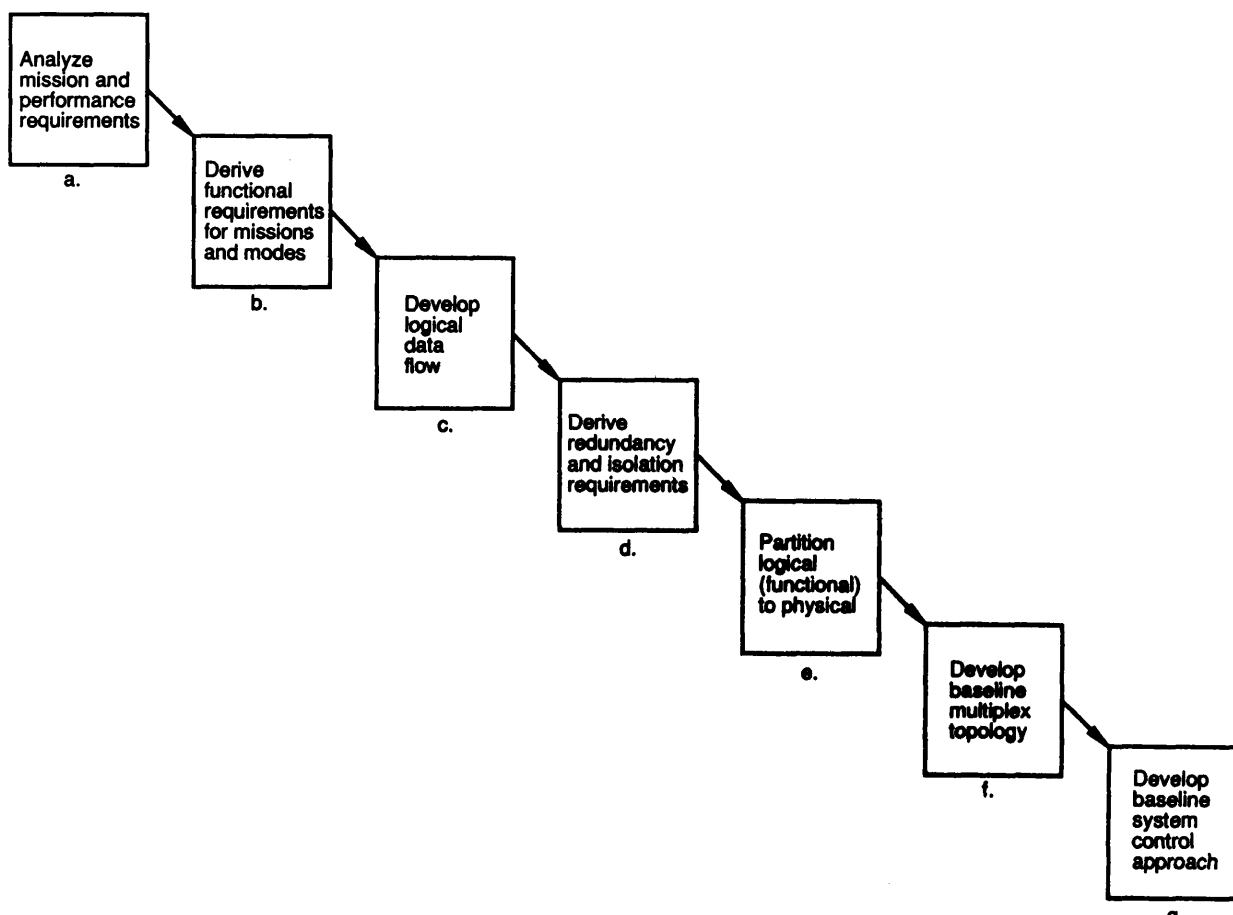 Analyze
mission and
performance
requirements
a.
Derive
functional
requirements
for missions
and modes
b.
Develop
logical
data
flow
c.
Derive
redundancy
and isolation
requirements
d.
Partition
logical
(functional)
to physical
e.
Develop
baseline
multiplex
topology
f.
Develop
baseline
system
control
approach